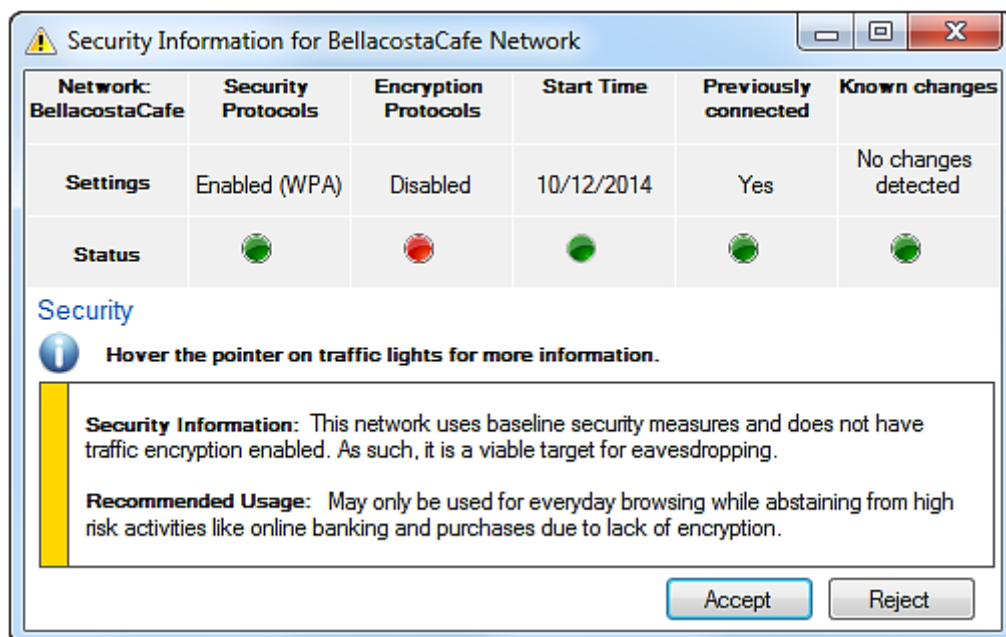 Security Information for BellacostaCafe Network
Network: BellacostaCafe Security Protocols Encryption Protocols Start Time Previously connected Known changes
Settings Enabled (WPA) Disabled 10/12/2014 Yes No changes detected
Status
Security
Hover the pointer on traffic lights for more information.
Security Information: This network uses baseline security measures and does not have
traffic encryption enabled. As such, it is a viable target for eavesdropping.
Recommended Usage: May only be used for everyday browsing while abstaining from high
risk activities like online banking and purchases due to lack of encryption.
Accept Reject